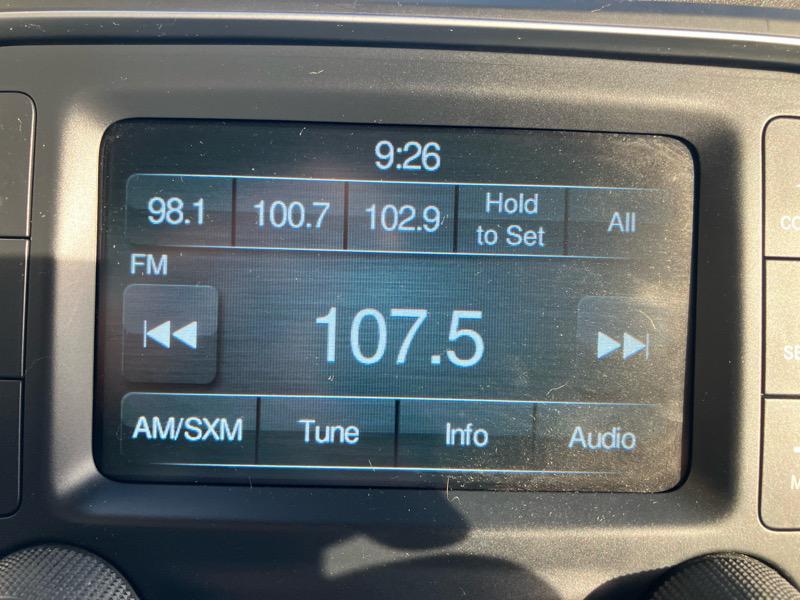 9:26
98.1 100.7 102.9 Hold to Set All
FM
107.5
AM/SXM Tune Info Audio